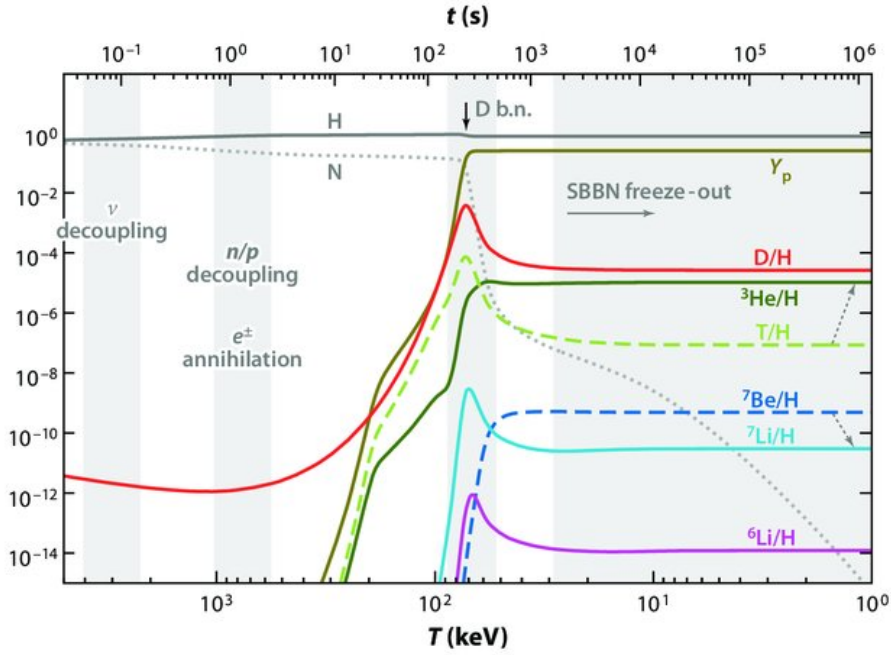 t (s)
10⁻¹ 10⁰ 10¹ 10² 10³ 10⁴ 10⁵ 10⁶
D b.n.
H
10⁰
N
Yₚ
10⁻²
SBBN freeze-out
ν
decoupling
n/p
decoupling
D/H
10⁻⁴
³He/H
10⁻⁶
T/H
e±
annihilation
10⁻⁸
⁷Be/H
⁷Li/H
10⁻¹⁰
10⁻¹²
⁶Li/H
10⁻¹⁴
10³ 10² 10¹ 10⁰
T (keV)